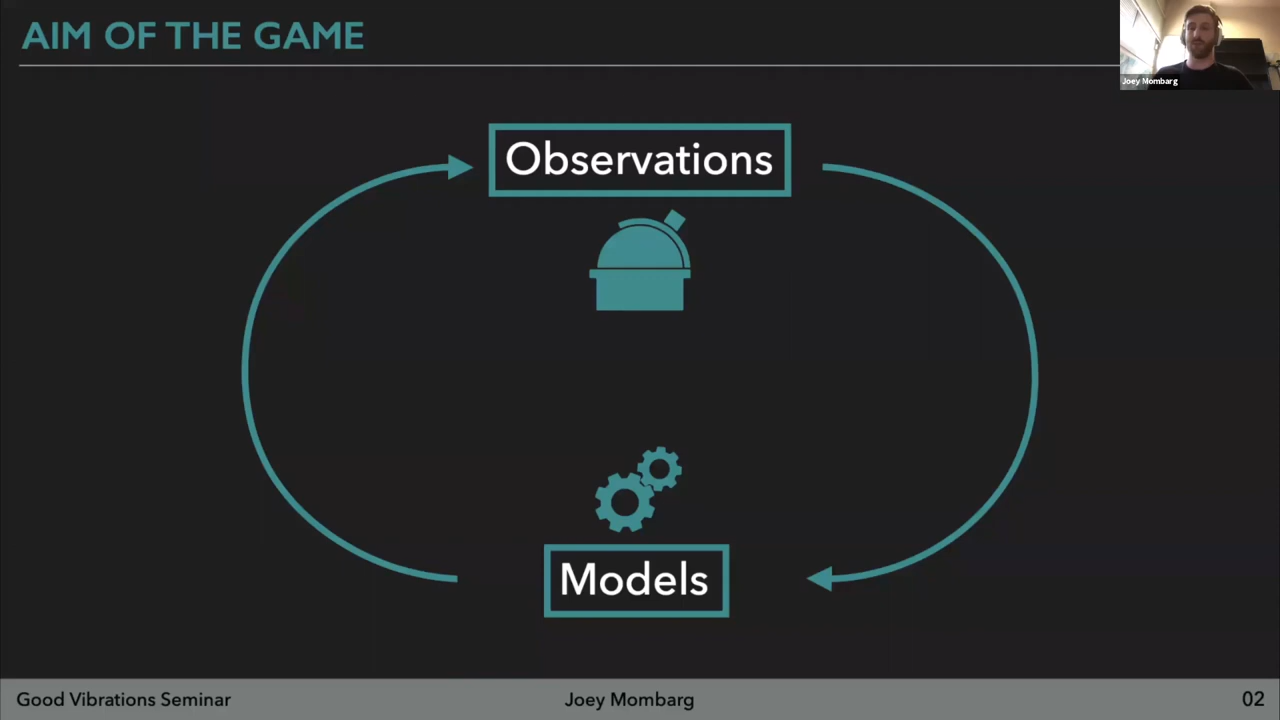 AIM OF THE GAME
Joey Mombarg
Observations
Models
Good Vibrations Seminar
Joey Mombarg
02